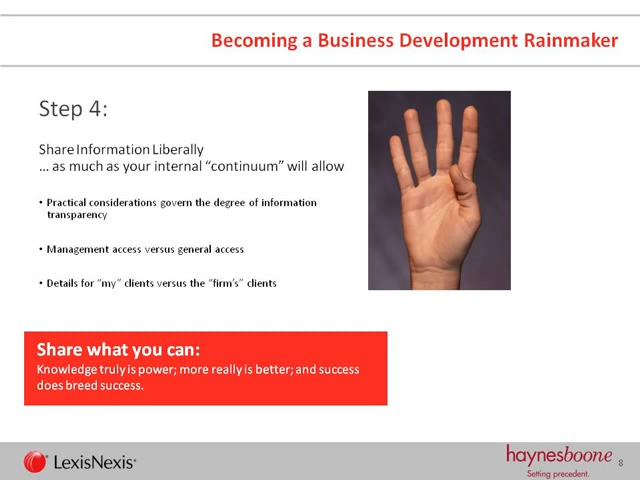 Becoming a Business Development Rainmaker
Step 4:
Share Information Liberally
... as much as your internal “continuum” will allow
• Practical considerations govern the degree of information
transparency
• Management access versus general access
• Details for “my” clients versus the “firm’s” clients
Share what you can:
Knowledge truly is power; more really is better; and success
does breed success.
LexisNexis®
haynesboone
Setting precedent.
8